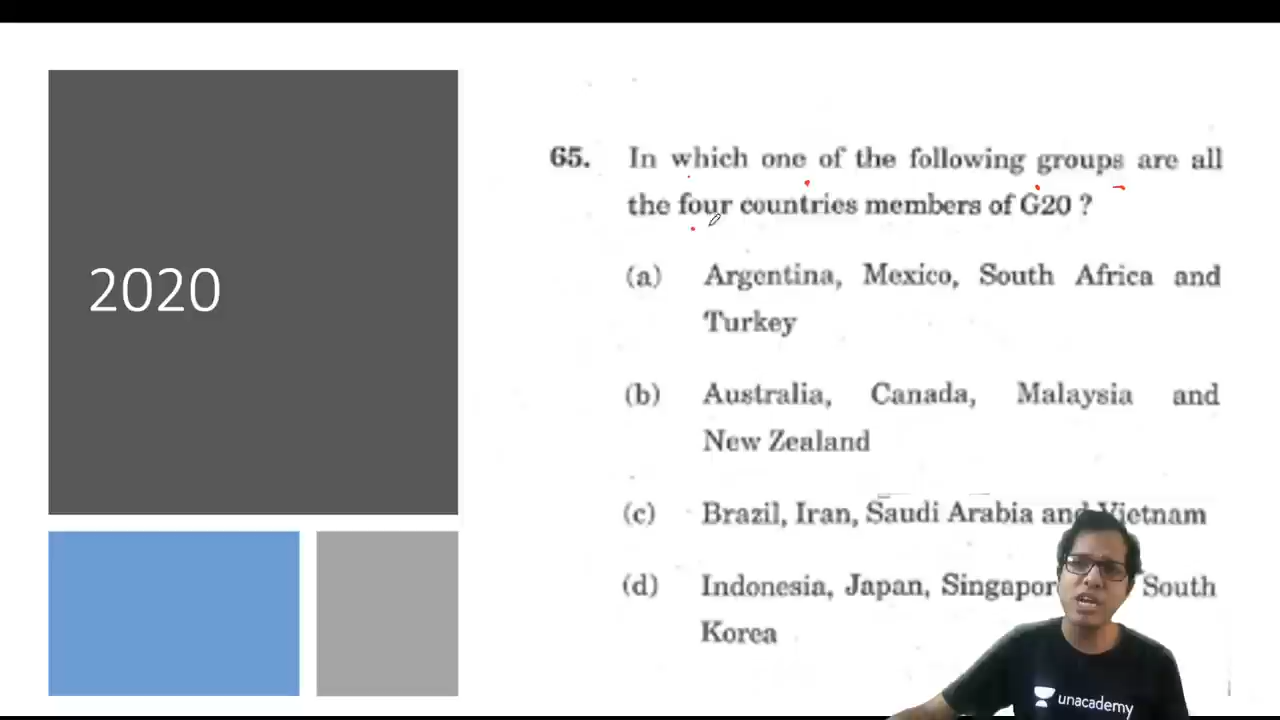 2020
65. In which one of the following groups are all
the four countries members of G20 ?
(a) Argentina, Mexico, South Africa and
Turkey
(b) Australia, Canada, Malaysia and
New Zealand
(c) Brazil, Iran, Saudi Arabia and Vietnam
(d) Indonesia, Japan, South
Korea
unacademy